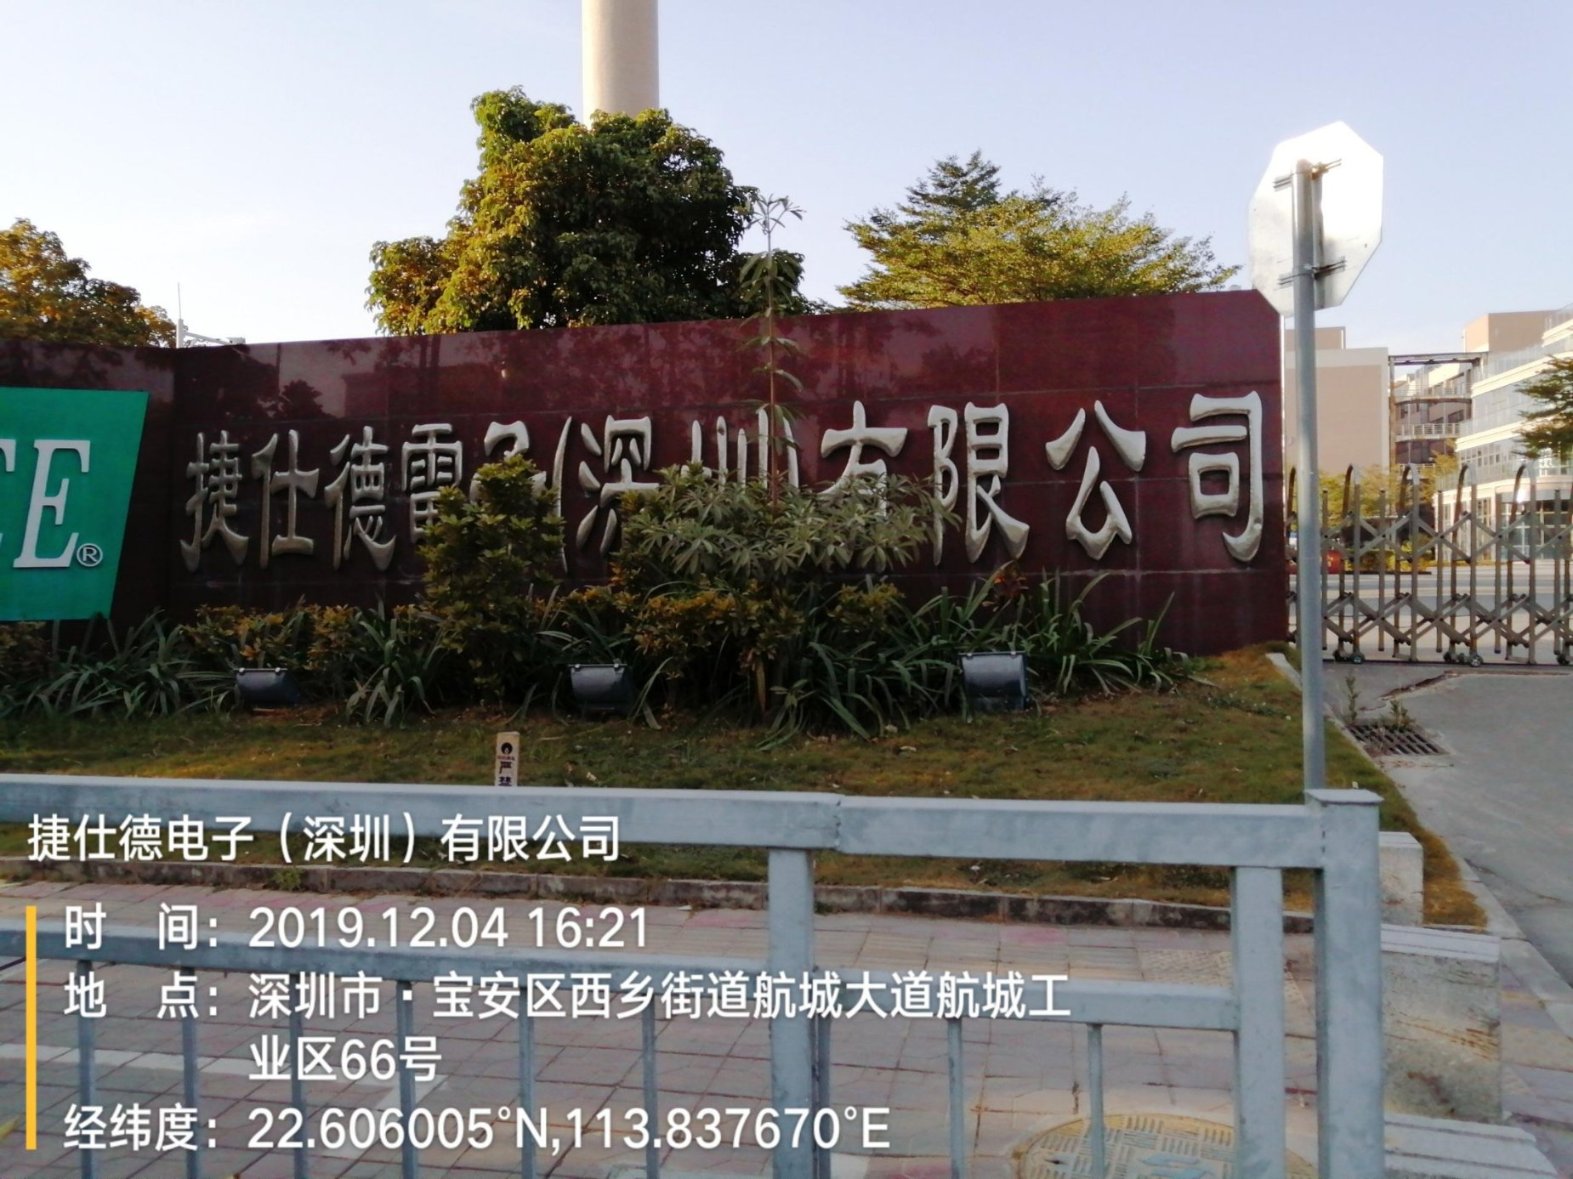 捷仕德電子(深圳)有限公司
E®
严禁
捷仕德电子（深圳）有限公司
时 间：2019.12.04 16:21
地 点：深圳市·宝安区西乡街道航城大道航城工
业区66号
经纬度：22.606005°N,113.837670°E